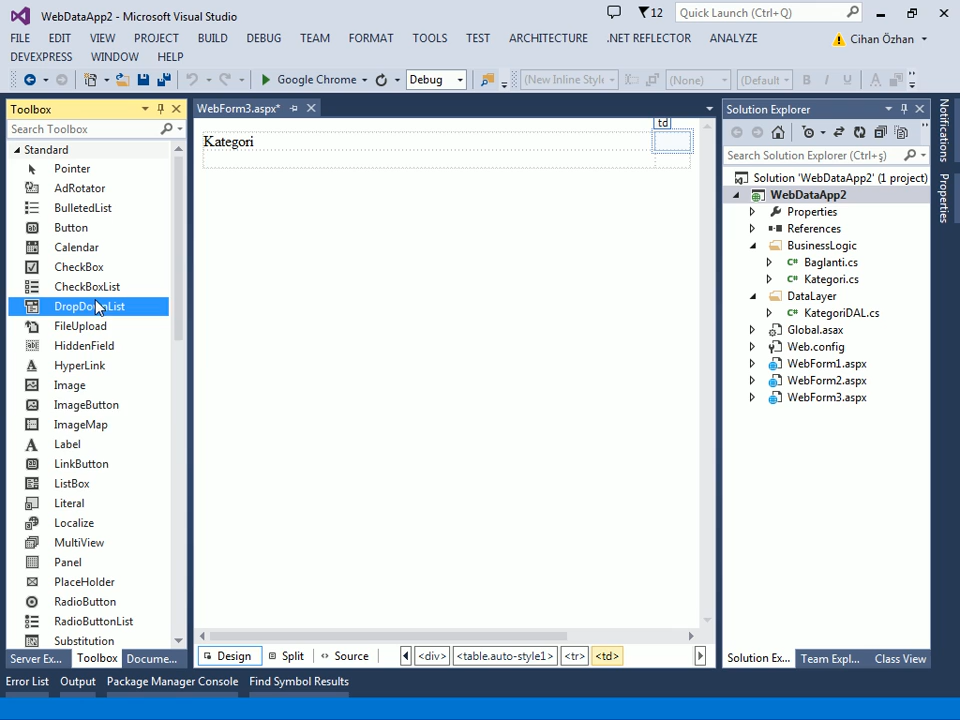 WebDataApp2 - Microsoft Visual Studio
12
Quick Launch (Ctrl+Q)
FILE EDIT VIEW PROJECT BUILD DEBUG TEAM FORMAT TOOLS TEST ARCHITECTURE .NET REFLECTOR ANALYZE
Cihan Özhan
DEVEXPRESS WINDOW HELP
Google Chrome
Debug
(New Inline Style
(None)
(Default
B I U A
Toolbox
Search Toolbox
Standard
Pointer
AdRotator
BulletedList
Button
Calendar
CheckBox
CheckBoxList
DropDownList
FileUpload
HiddenField
HyperLink
Image
ImageButton
ImageMap
Label
LinkButton
ListBox
Literal
Localize
MultiView
Panel
PlaceHolder
RadioButton
RadioButtonList
Substitution
Server Ex... Toolbox Docume...
WebForm3.aspx*
td
Kategori
Design Split Source
<div> <table.auto-style1> <tr> <td>
Solution Explorer
Search Solution Explorer (Ctrl+ş)
Solution 'WebDataApp2' (1 project)
WebDataApp2
Properties
References
BusinessLogic
Baglanti.cs
Kategori.cs
DataLayer
KategoriDAL.cs
Global.asax
Web.config
WebForm1.aspx
WebForm2.aspx
WebForm3.aspx
Solution Ex... Team Expl... Class View
Notifications
Properties
Error List Output Package Manager Console Find Symbol Results